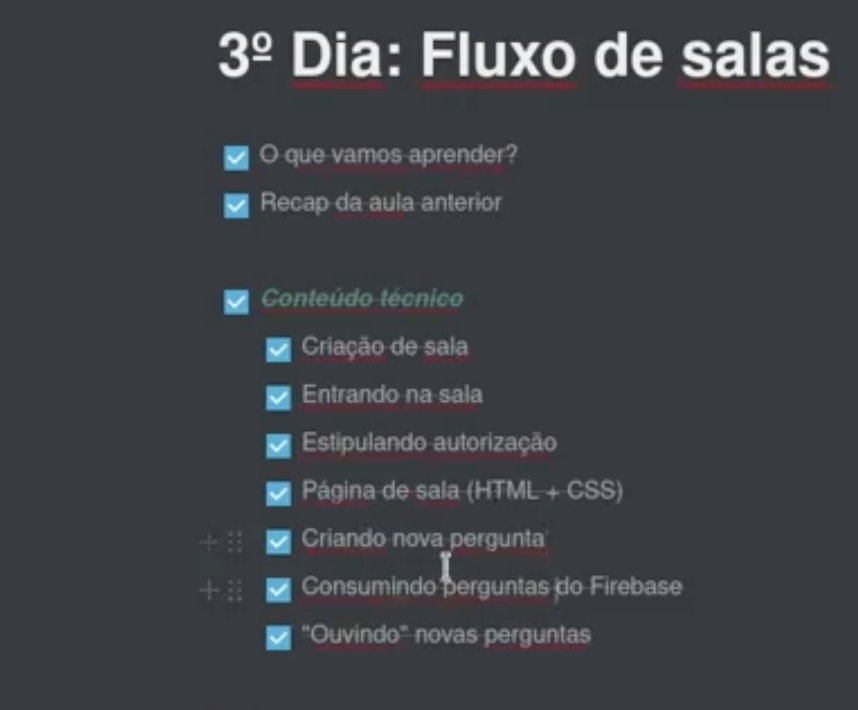 3º Dia: Fluxo de salas
O que vamos aprender?
Recap da aula anterior
Conteúdo técnico
Criação de sala
Entrando na sala
Estipulando autorização
Página de sala (HTML + CSS)
Criando nova pergunta
Consumindo perguntas do Firebase
"Ouvindo" novas perguntas